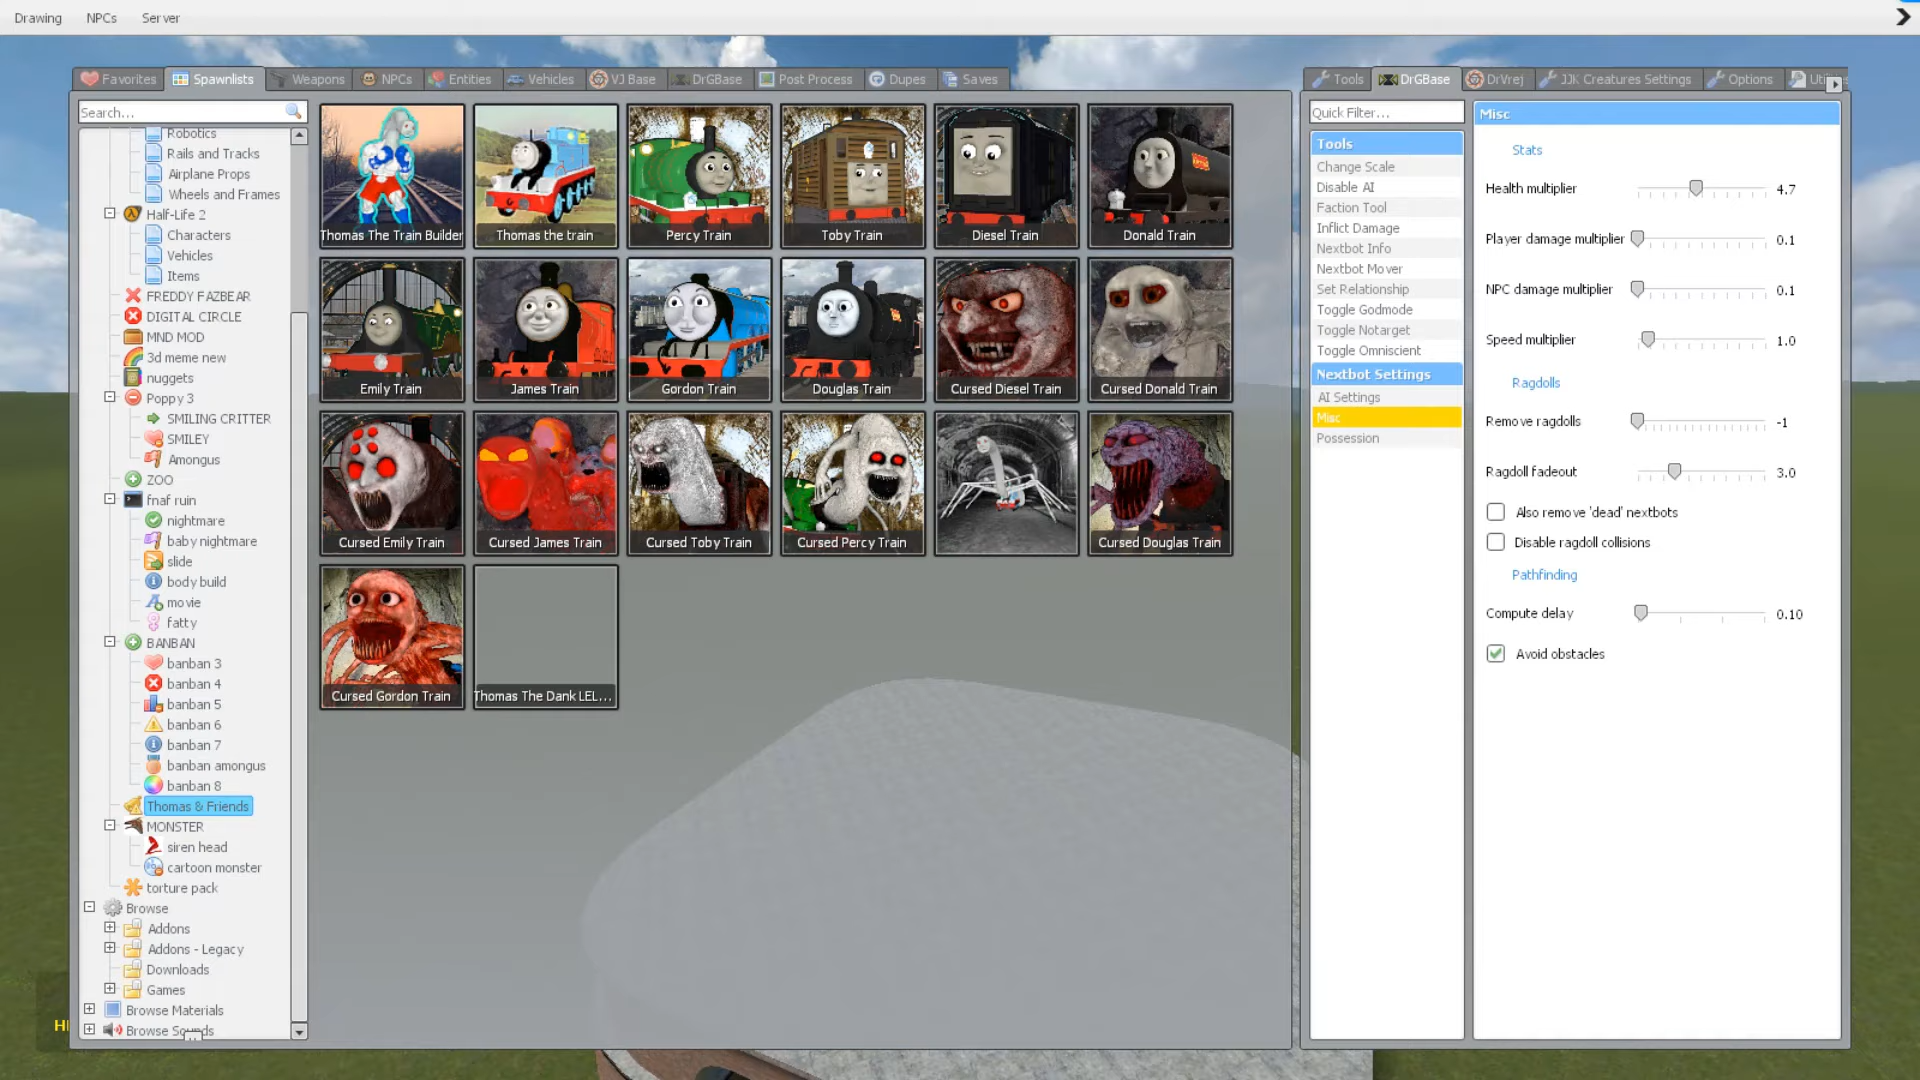 Drawing NPCs Server
Favorites Spawnlists Weapons NPCs Entities Vehicles VJ Base DrGBase Post Process Dupes Saves
Search...
Robotics
Rails and Tracks
Airplane Props
Wheels and Frames
Half-Life 2
Characters
Vehicles
Items
FREDDY FAZBEAR
DIGITAL CIRCLE
MND MOD
3d meme new
nuggets
Poppy 3
SMILING CRITTER
SMILEY
Amongus
ZOO
fnaf ruin
nightmare
baby nightmare
slide
body build
movie
fatty
BANBAN
banban 3
banban 4
banban 5
banban 6
banban 7
banban amongus
banban 8
Thomas & Friends
MONSTER
siren head
cartoon monster
torture pack
Browse
Addons
Addons - Legacy
Downloads
Games
Browse Materials
Browse Sounds
Thomas The Train Builder Thomas the train Percy Train Toby Train Diesel Train Donald Train
Emily Train James Train Gordon Train Douglas Train Cursed Diesel Train Cursed Donald Train
Cursed Emily Train Cursed James Train Cursed Toby Train Cursed Percy Train Cursed Douglas Train
Cursed Gordon Train Thomas The Dank LEL...
Tools DrGBase DrVrej JJK Creatures Settings Options Uti
Quick Filter...
Tools
Change Scale
Disable AI
Faction Tool
Inflict Damage
Nextbot Info
Nextbot Mover
Set Relationship
Toggle Godmode
Toggle Notarget
Toggle Omniscient
Nextbot Settings
AI Settings
Misc
Possession
Misc
Stats
Health multiplier 4.7
Player damage multiplier 0.1
NPC damage multiplier 0.1
Speed multiplier 1.0
Ragdolls
Remove ragdolls -1
Ragdoll fadeout 3.0
Also remove 'dead' nextbots
Disable ragdoll collisions
Pathfinding
Compute delay 0.10
Avoid obstacles